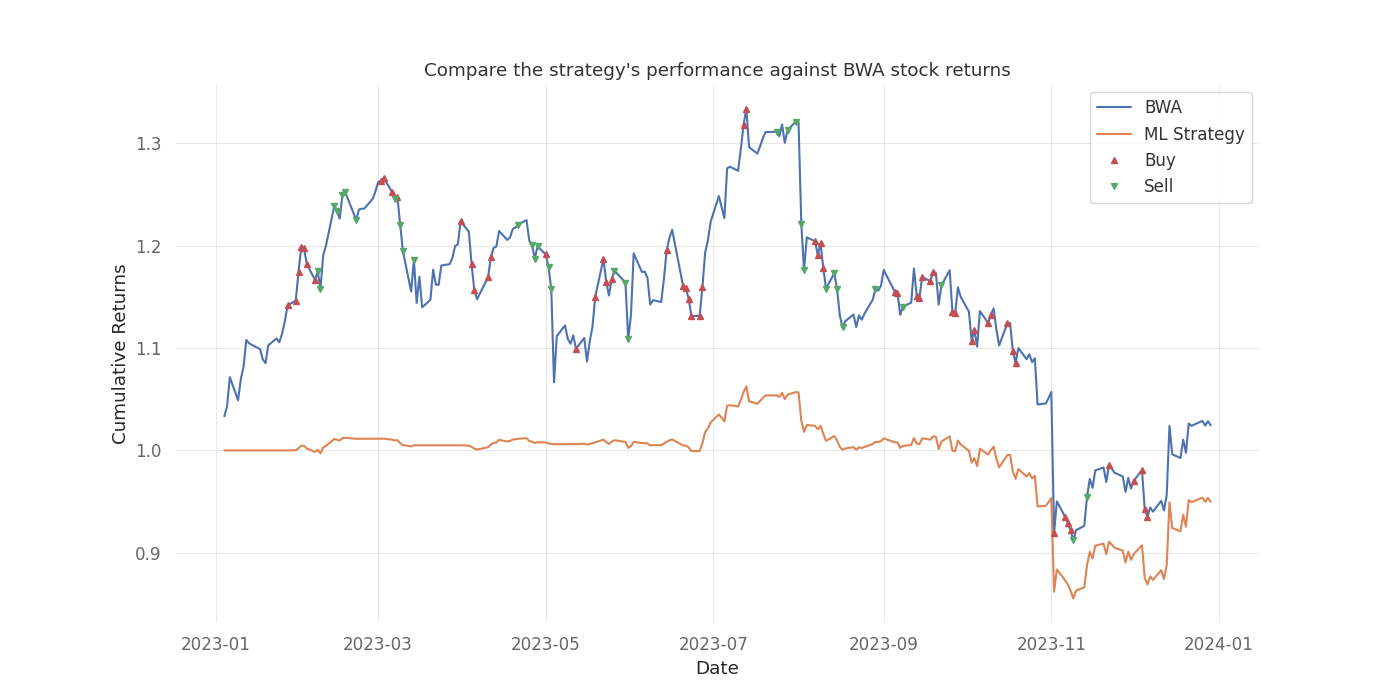 Compare the strategy's performance against BWA stock returns
BWA
ML Strategy
Buy
Sell
Cumulative Returns
1.3
1.2
1.1
1.0
0.9
2023-01
2023-03
2023-05
2023-07
2023-09
2023-11
2024-01
Date